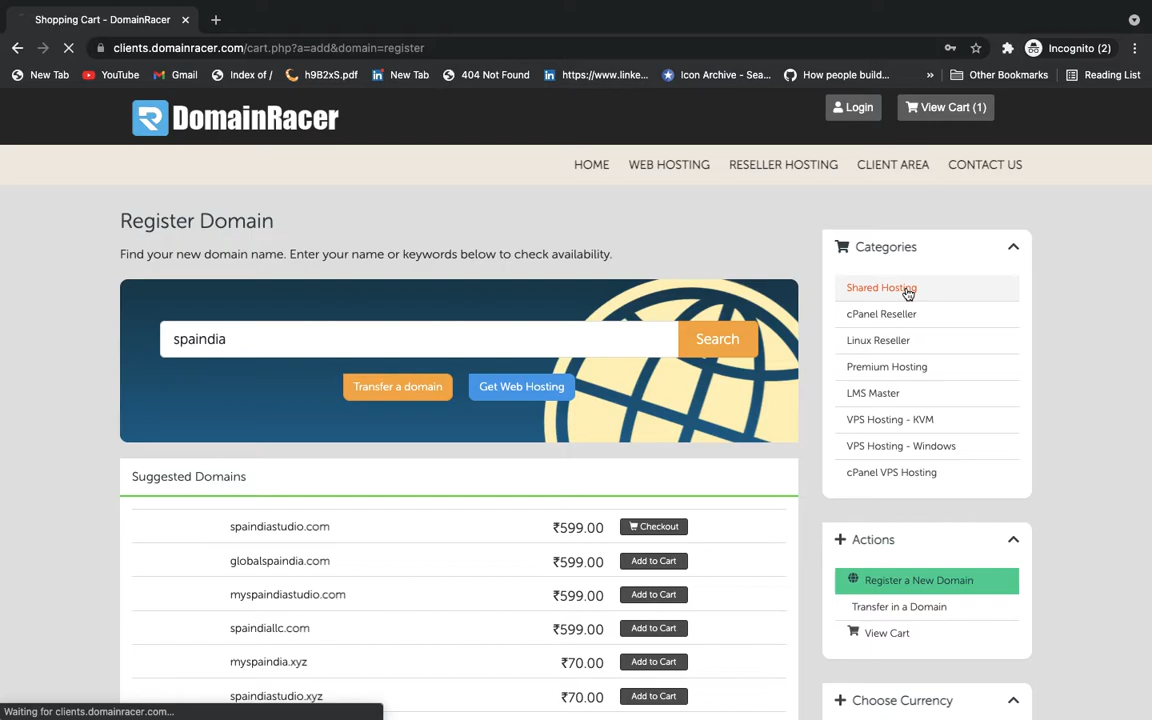 Shopping Cart - DomainRacer
clients.domainracer.com/cart.php?a=add&domain=register
Incognito (2)
New Tab
YouTube
Gmail
Index of /
h9B2xS.pdf
New Tab
404 Not Found
https://www.linke...
Icon Archive - Sea...
How people build...
»
Other Bookmarks
Reading List
DomainRacer
Login
View Cart (1)
HOME
WEB HOSTING
RESELLER HOSTING
CLIENT AREA
CONTACT US
Register Domain
Find your new domain name. Enter your name or keywords below to check availability.
spaindia
Search
Transfer a domain
Get Web Hosting
Suggested Domains
spaindiastudio.com ₹599.00 Checkout
globalspaindia.com ₹599.00 Add to Cart
myspaindiastudio.com ₹599.00 Add to Cart
spaindiallc.com ₹599.00 Add to Cart
myspaindia.xyz ₹70.00 Add to Cart
spaindiastudio.xyz ₹70.00 Add to Cart
Categories
Shared Hosting
cPanel Reseller
Linux Reseller
Premium Hosting
LMS Master
VPS Hosting - KVM
VPS Hosting - Windows
cPanel VPS Hosting
Actions
Register a New Domain
Transfer in a Domain
View Cart
Choose Currency
Waiting for clients.domainracer.com...